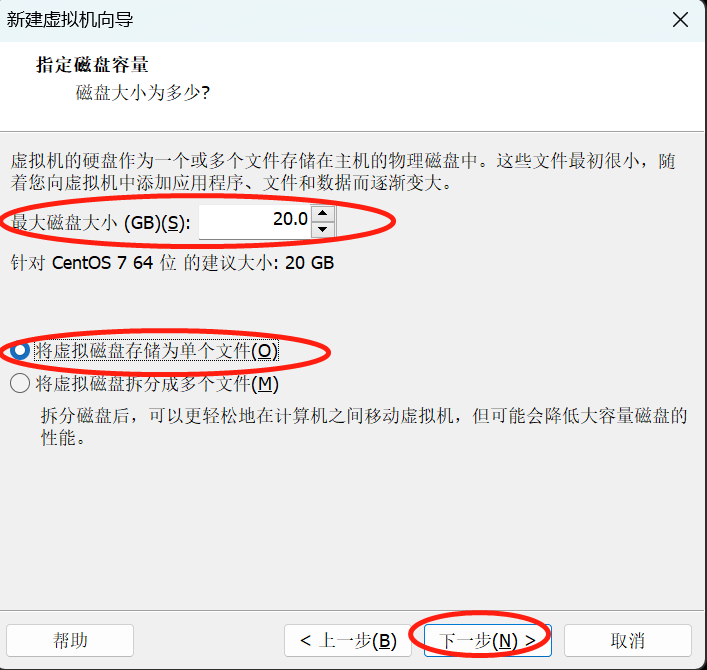 新建虚拟机向导
指定磁盘容量
磁盘大小为多少?
虚拟机的硬盘作为一个或多个文件存储在主机的物理磁盘中。这些文件最初很小，随
着您向虚拟机中添加应用程序、文件和数据而逐渐变大。
最大磁盘大小 (GB)(S): 20.0
针对 CentOS 7 64 位 的建议大小: 20 GB
将虚拟磁盘存储为单个文件(O)
将虚拟磁盘拆分成多个文件(M)
拆分磁盘后，可以更轻松地在计算机之间移动虚拟机，但可能会降低大容量磁盘的
性能。
帮助 < 上一步(B) 下一步(N) > 取消